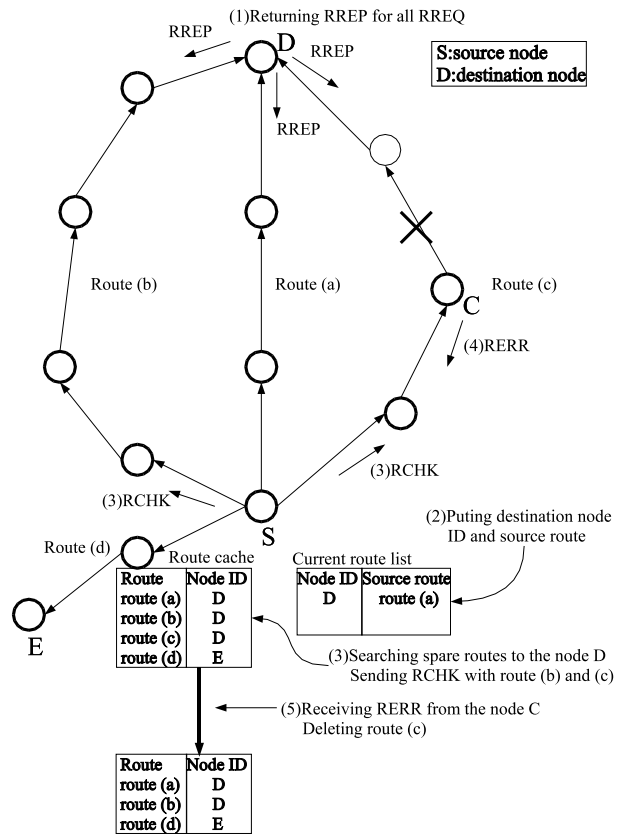 (1)Returning RREP for all RREQ
RREP
D
RREP
S:source node
D:destination node
RREP
Route (b)
Route (a)
Route (c)
C
(4)RERR
(3)RCHK
(3)RCHK
S
(2)Puting destination node
ID and source route
Route (d)
E
Route cache
Route Node ID
route (a) D
route (b) D
route (c) D
route (d) E
Current route list
Node ID Source route
D route (a)
(3)Searching spare routes to the node D
Sending RCHK with route (b) and (c)
(5)Receiving RERR from the node C
Deleting route (c)
Route Node ID
route (a) D
route (b) D
route (d) E